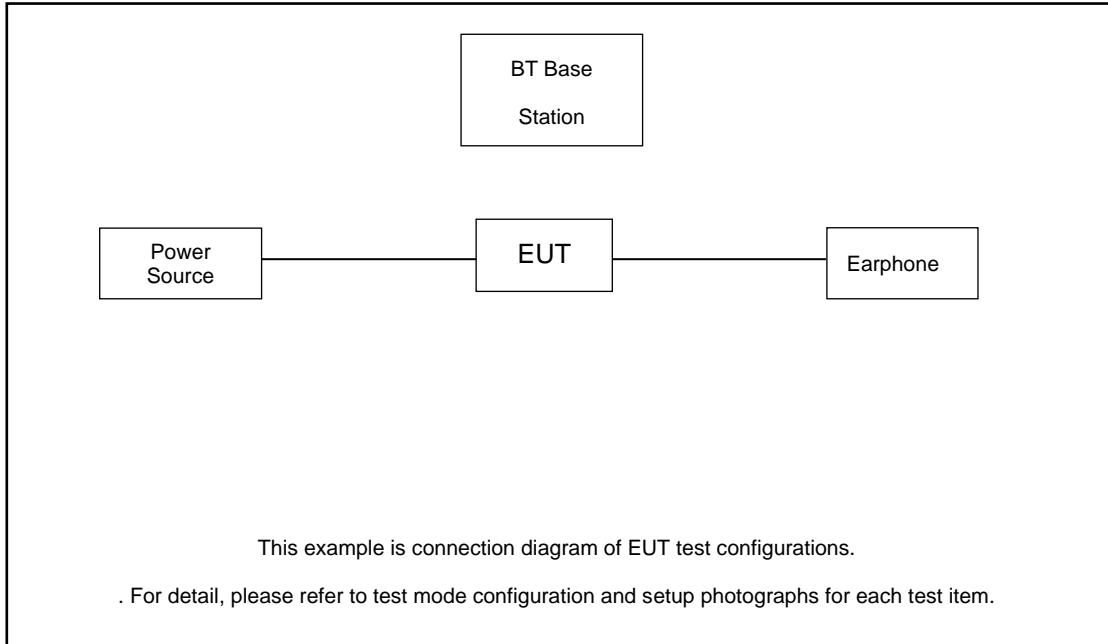 BT Base
Station
Power
Source
EUT
Earphone
This example is connection diagram of EUT test configurations.
. For detail, please refer to test mode configuration and setup photographs for each test item.